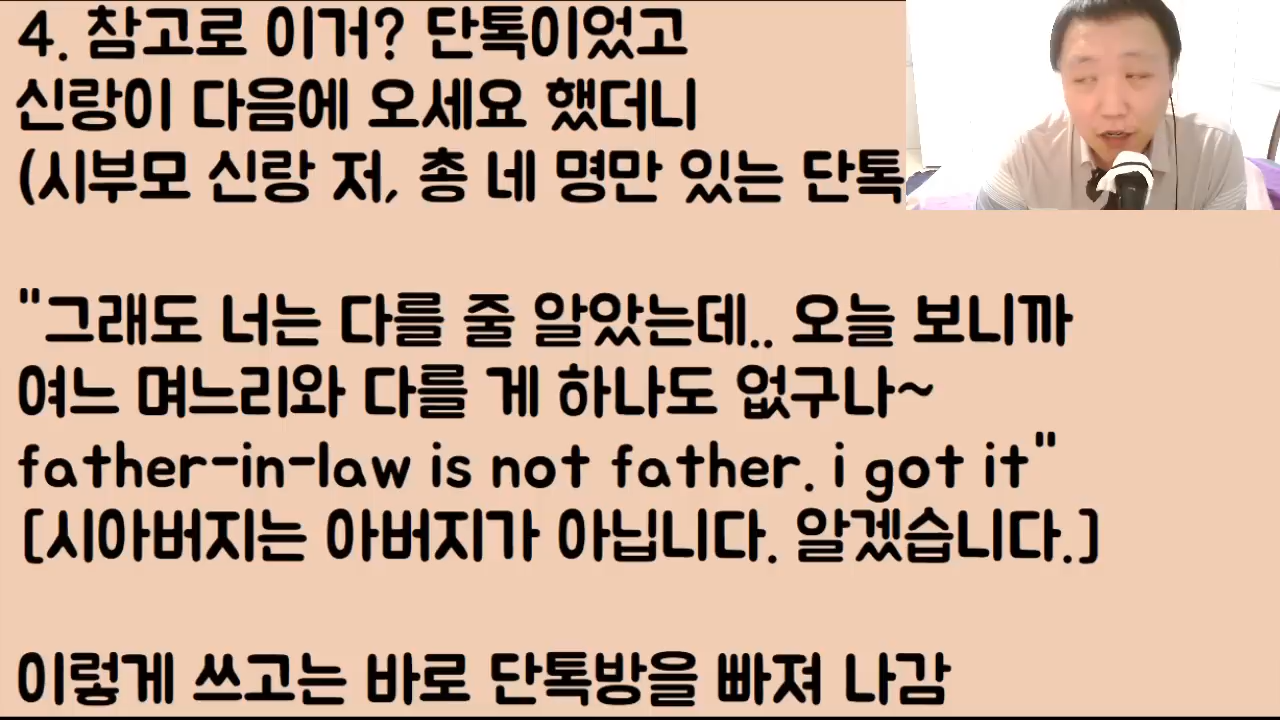 4. 참고로 이거? 단톡이었고
신랑이 다음에 오세요 했더니
(시부모 신랑 저, 총 네 명만 있는 단톡
"그래도 너는 다를 줄 알았는데.. 오늘 보니까
여느 며느리와 다를 게 하나도 없구나~
father-in-law is not father. i got it"
[시아버지는 아버지가 아닙니다. 알겠습니다.]
이렇게 쓰고는 바로 단톡방을 빠져 나감